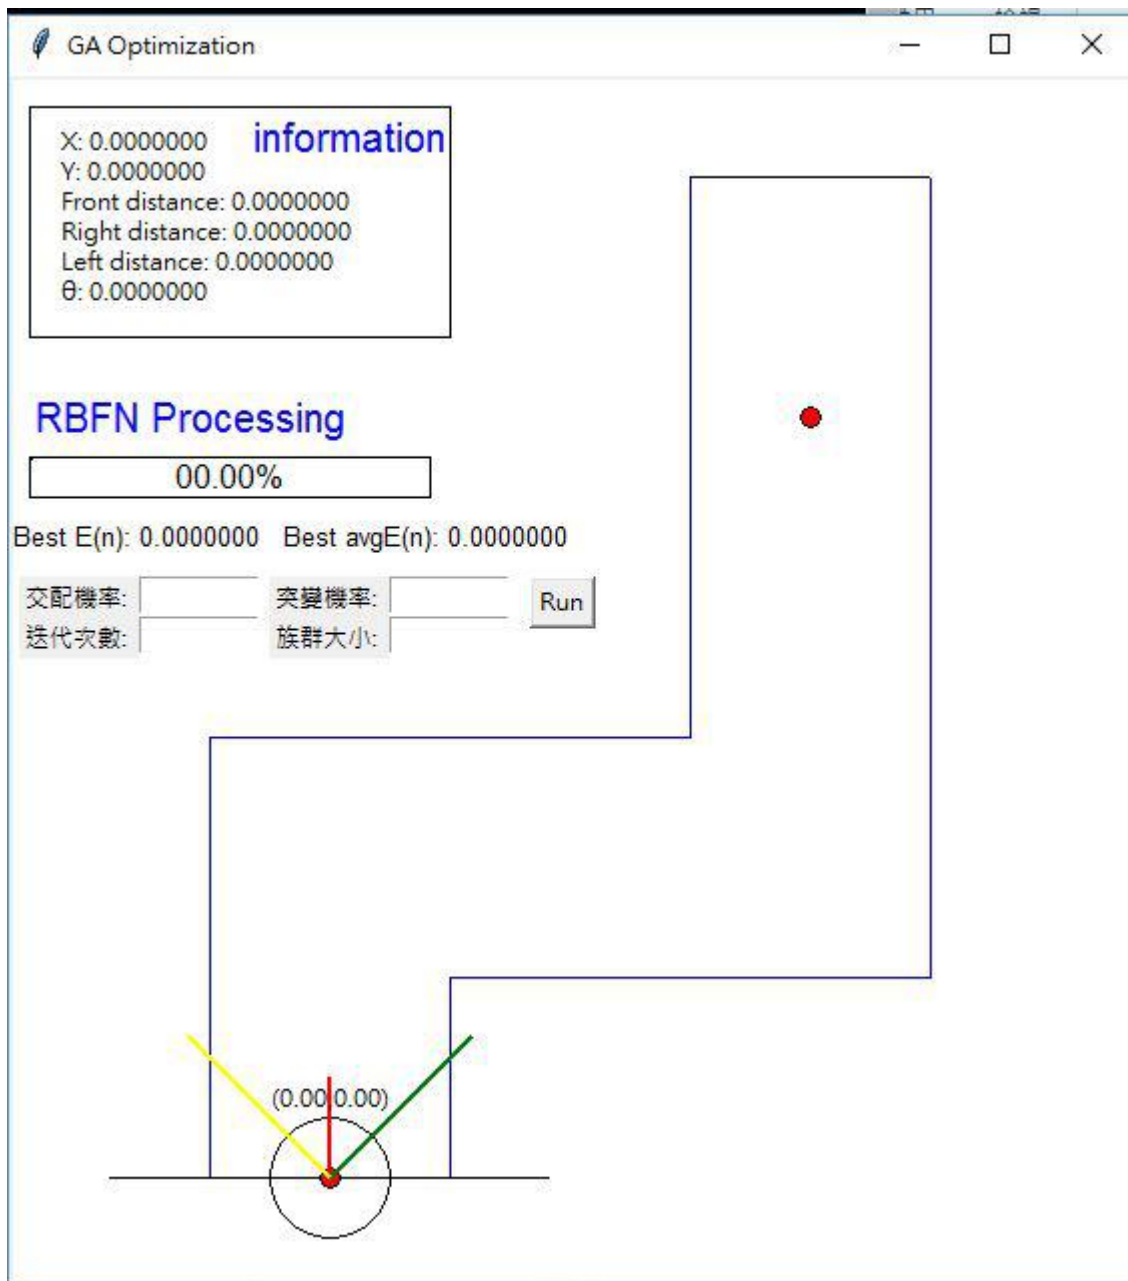 GA Optimization
information
X: 0.0000000
Y: 0.0000000
Front distance: 0.0000000
Right distance: 0.0000000
Left distance: 0.0000000
θ: 0.0000000
RBFN Processing
00.00%
Best E(n): 0.0000000 Best avgE(n): 0.0000000
交配機率: 突變機率: Run
迭代次數: 族群大小:
(0.00,0.00)